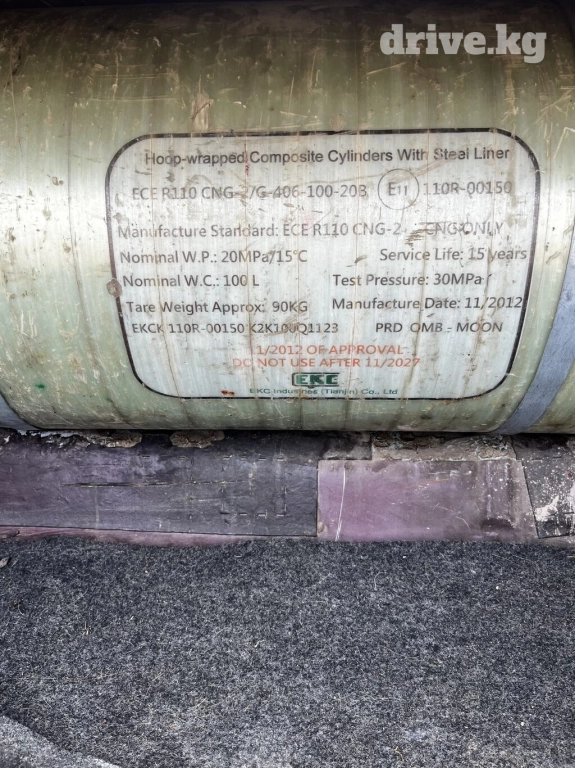 drive.kg
Hoop-wrapped Composite Cylinders With Steel Liner
ECE R110 CNG-2/G-406-100-20B E11 110R-00150
Manufacture Standard: ECE R110 CNG-2 CNG ONLY
Nominal W.P.: 20MPa/15°C Service Life: 15 years
Nominal W.C.: 100 L Test Pressure: 30MPa
Tare Weight Approx: 90KG Manufacture Date: 11/2012
EKCK 110R-00150 K2K100Q1123 PRD OMB - MOON
11/2012 OF APPROVAL
DO NOT USE AFTER 11/2027
EKC
EKC Industries (Tianjin) Co., Ltd